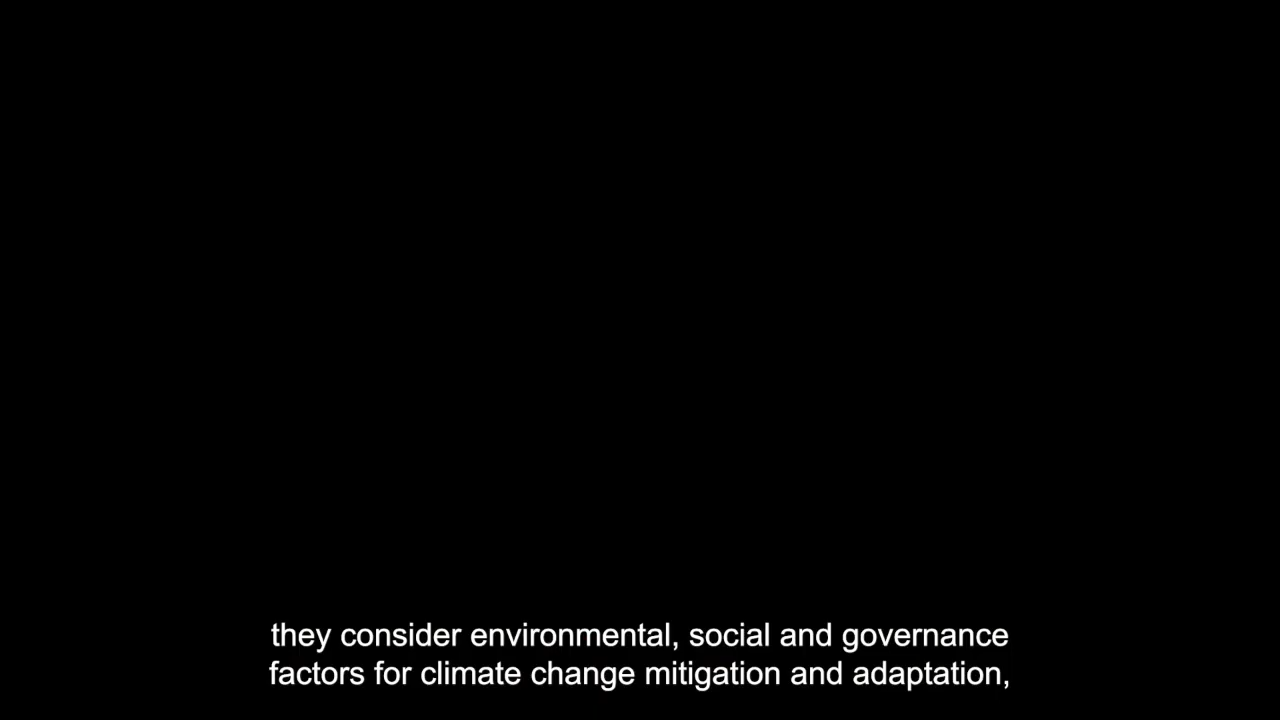 they consider environmental, social and governance
factors for climate change mitigation and adaptation,